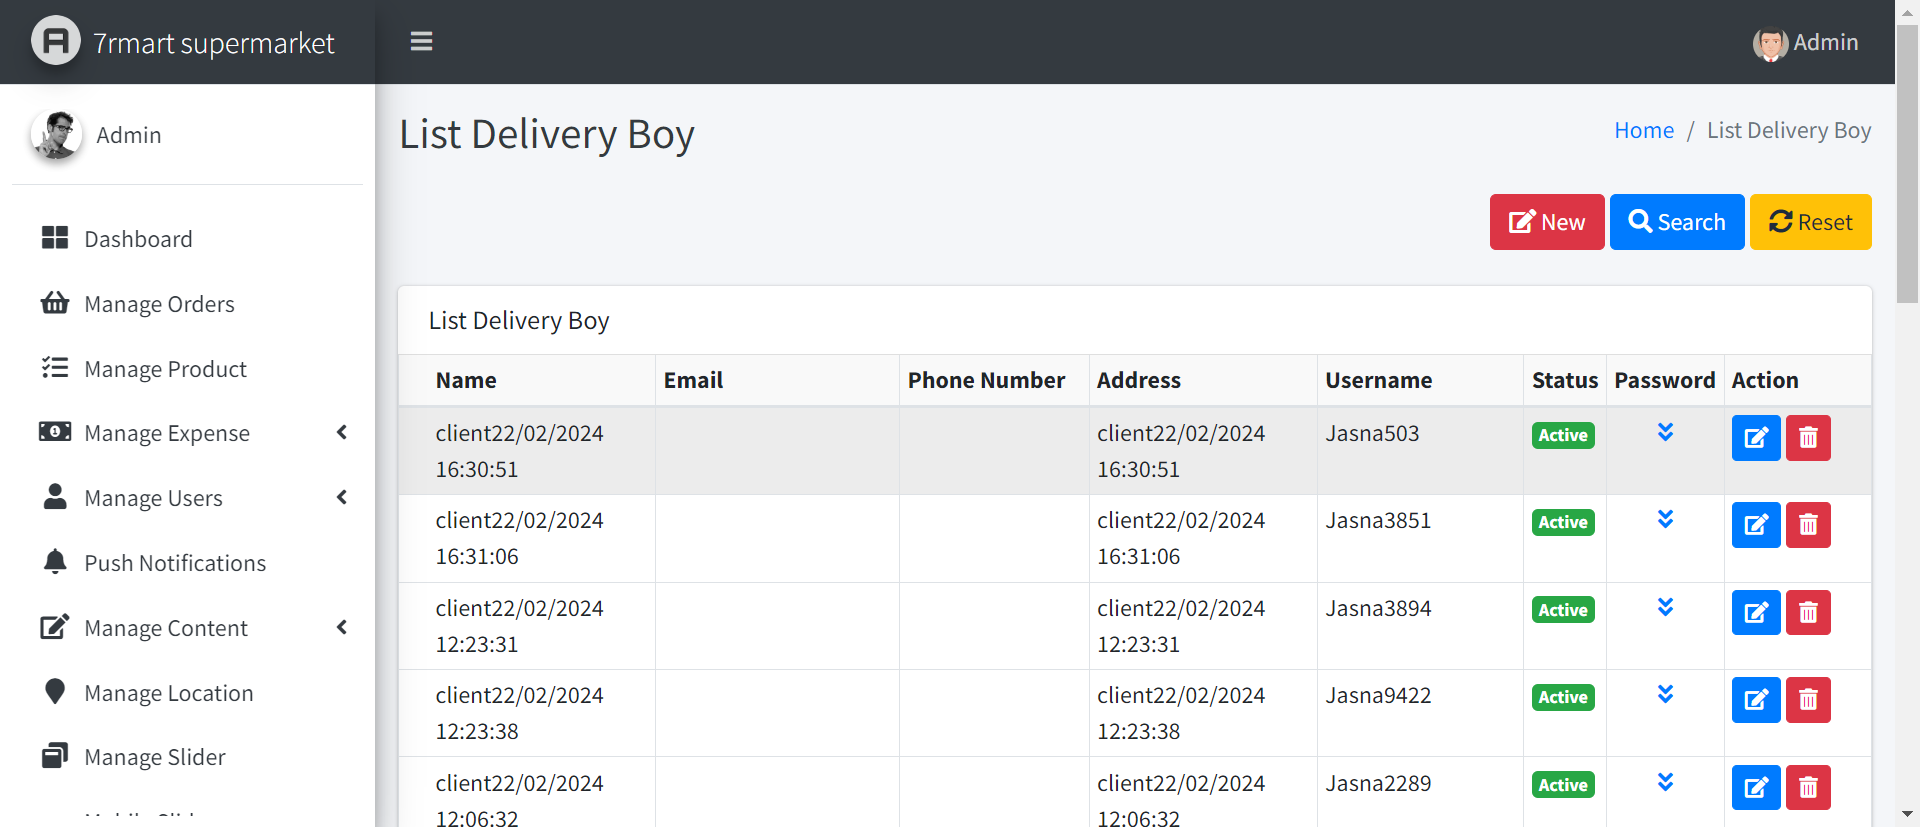 7rmart supermarket
Admin
Admin
Dashboard
Manage Orders
Manage Product
Manage Expense
Manage Users
Push Notifications
Manage Content
Manage Location
Manage Slider
List Delivery Boy
Home / List Delivery Boy
New Search Reset
List Delivery Boy
Name Email Phone Number Address Username Status Password Action
client22/02/2024 client22/02/2024 Jasna503 Active
16:30:51 16:30:51
client22/02/2024 client22/02/2024 Jasna3851 Active
16:31:06 16:31:06
client22/02/2024 client22/02/2024 Jasna3894 Active
12:23:31 12:23:31
client22/02/2024 client22/02/2024 Jasna9422 Active
12:23:38 12:23:38
client22/02/2024 client22/02/2024 Jasna2289 Active
12:06:32 12:06:32